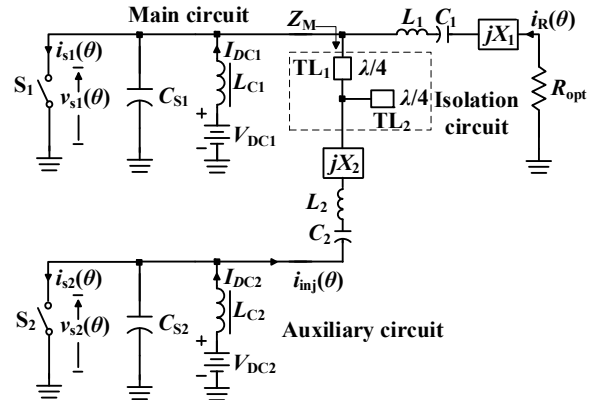 Main circuit
Z_M
L_1 C_1
jX_1
i_R(θ)
i_s1(θ)
I_DC1
TL_1
λ/4
S_1
v_s1(θ)
C_S1
L_C1
λ/4
TL_2
Isolation circuit
R_opt
+
V_DC1
−
jX_2
L_2
C_2
i_s2(θ)
I_DC2
i_inj(θ)
S_2
v_s2(θ)
C_S2
L_C2
Auxiliary circuit
+
V_DC2
−